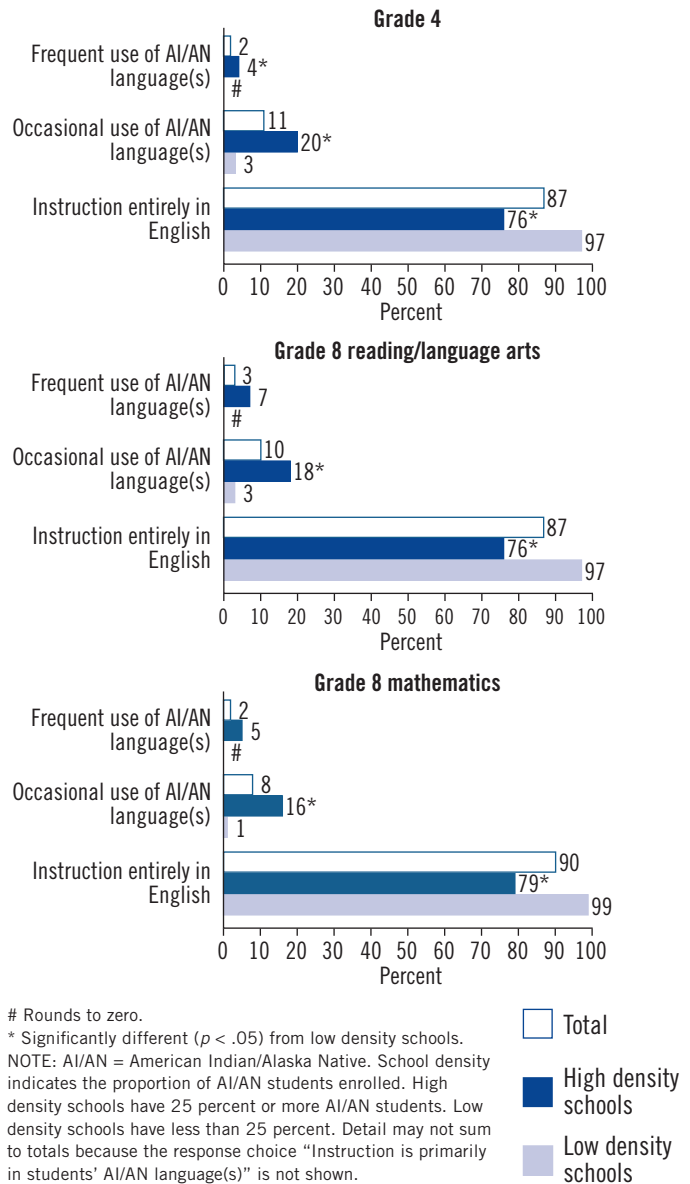 Grade 4
Frequent use of AI/AN
language(s)
2
4*
#
Occasional use of AI/AN
language(s)
11
20*
3
Instruction entirely in
English
87
76*
97
0 10 20 30 40 50 60 70 80 90 100
Percent
Grade 8 reading/language arts
Frequent use of AI/AN
language(s)
3
7
#
Occasional use of AI/AN
language(s)
10
18*
3
Instruction entirely in
English
87
76*
97
0 10 20 30 40 50 60 70 80 90 100
Percent
Grade 8 mathematics
Frequent use of AI/AN
language(s)
2
5
#
Occasional use of AI/AN
language(s)
8
16*
1
Instruction entirely in
English
90
79*
99
0 10 20 30 40 50 60 70 80 90 100
Percent
# Rounds to zero.
* Significantly different (p < .05) from low density schools.
NOTE: AI/AN = American Indian/Alaska Native. School density
indicates the proportion of AI/AN students enrolled. High
density schools have 25 percent or more AI/AN students. Low
density schools have less than 25 percent. Detail may not sum
to totals because the response choice “Instruction is primarily
in students’ AI/AN language(s)” is not shown.
Total
High density
schools
Low density
schools